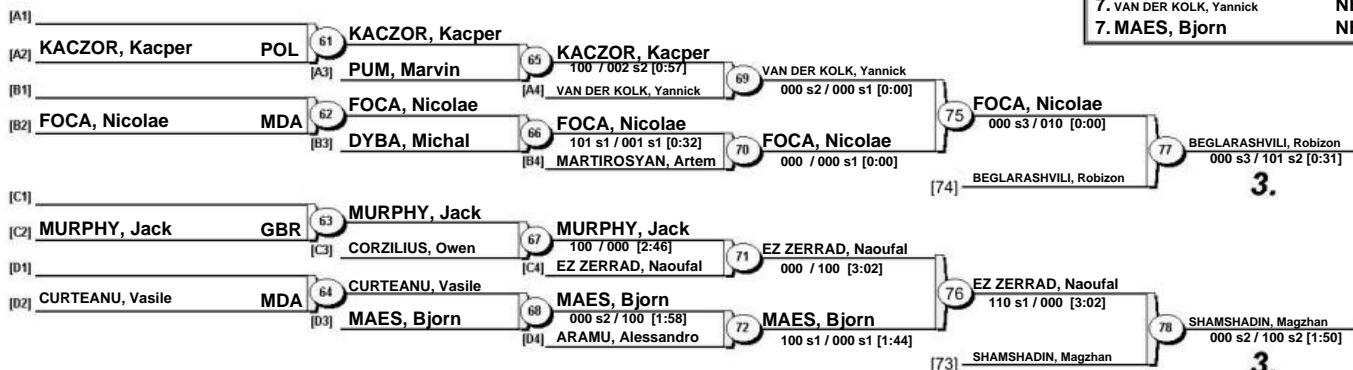 7. VAN DER KOLK, Yannick
7. MAES, Bjorn
[A1]
[A2] KACZOR, Kacper POL
61
KACZOR, Kacper
[A3] PUM, Marvin
65
KACZOR, Kacper
100 / 002 s2 [0:57]
[A4] VAN DER KOLK, Yannick
69
VAN DER KOLK, Yannick
000 s2 / 000 s1 [0:00]
[B1]
[B2] FOCA, Nicolae MDA
62
FOCA, Nicolae
[B3] DYBA, Michal
66
FOCA, Nicolae
101 s1 / 001 s1 [0:32]
[B4] MARTIROSYAN, Artem
70
FOCA, Nicolae
000 / 000 s1 [0:00]
75
FOCA, Nicolae
000 s3 / 010 [0:00]
[74] BEGLARASHVILI, Robizon
77
BEGLARASHVILI, Robizon
000 s3 / 101 s2 [0:31]
3.
[C1]
[C2] MURPHY, Jack GBR
63
MURPHY, Jack
[C3] CORZILIUS, Owen
67
MURPHY, Jack
100 / 000 [2:46]
[C4] EZ ZERRAD, Naoufal
71
EZ ZERRAD, Naoufal
000 / 100 [3:02]
[D1]
[D2] CURTEANU, Vasile MDA
64
CURTEANU, Vasile
[D3] MAES, Bjorn
68
MAES, Bjorn
000 s2 / 100 [1:58]
[D4] ARAMU, Alessandro
72
MAES, Bjorn
100 s1 / 000 s1 [1:44]
76
EZ ZERRAD, Naoufal
110 s1 / 000 [3:02]
[73] SHAMSHADIN, Magzhan
78
SHAMSHADIN, Magzhan
000 s2 / 100 s2 [1:50]
3.